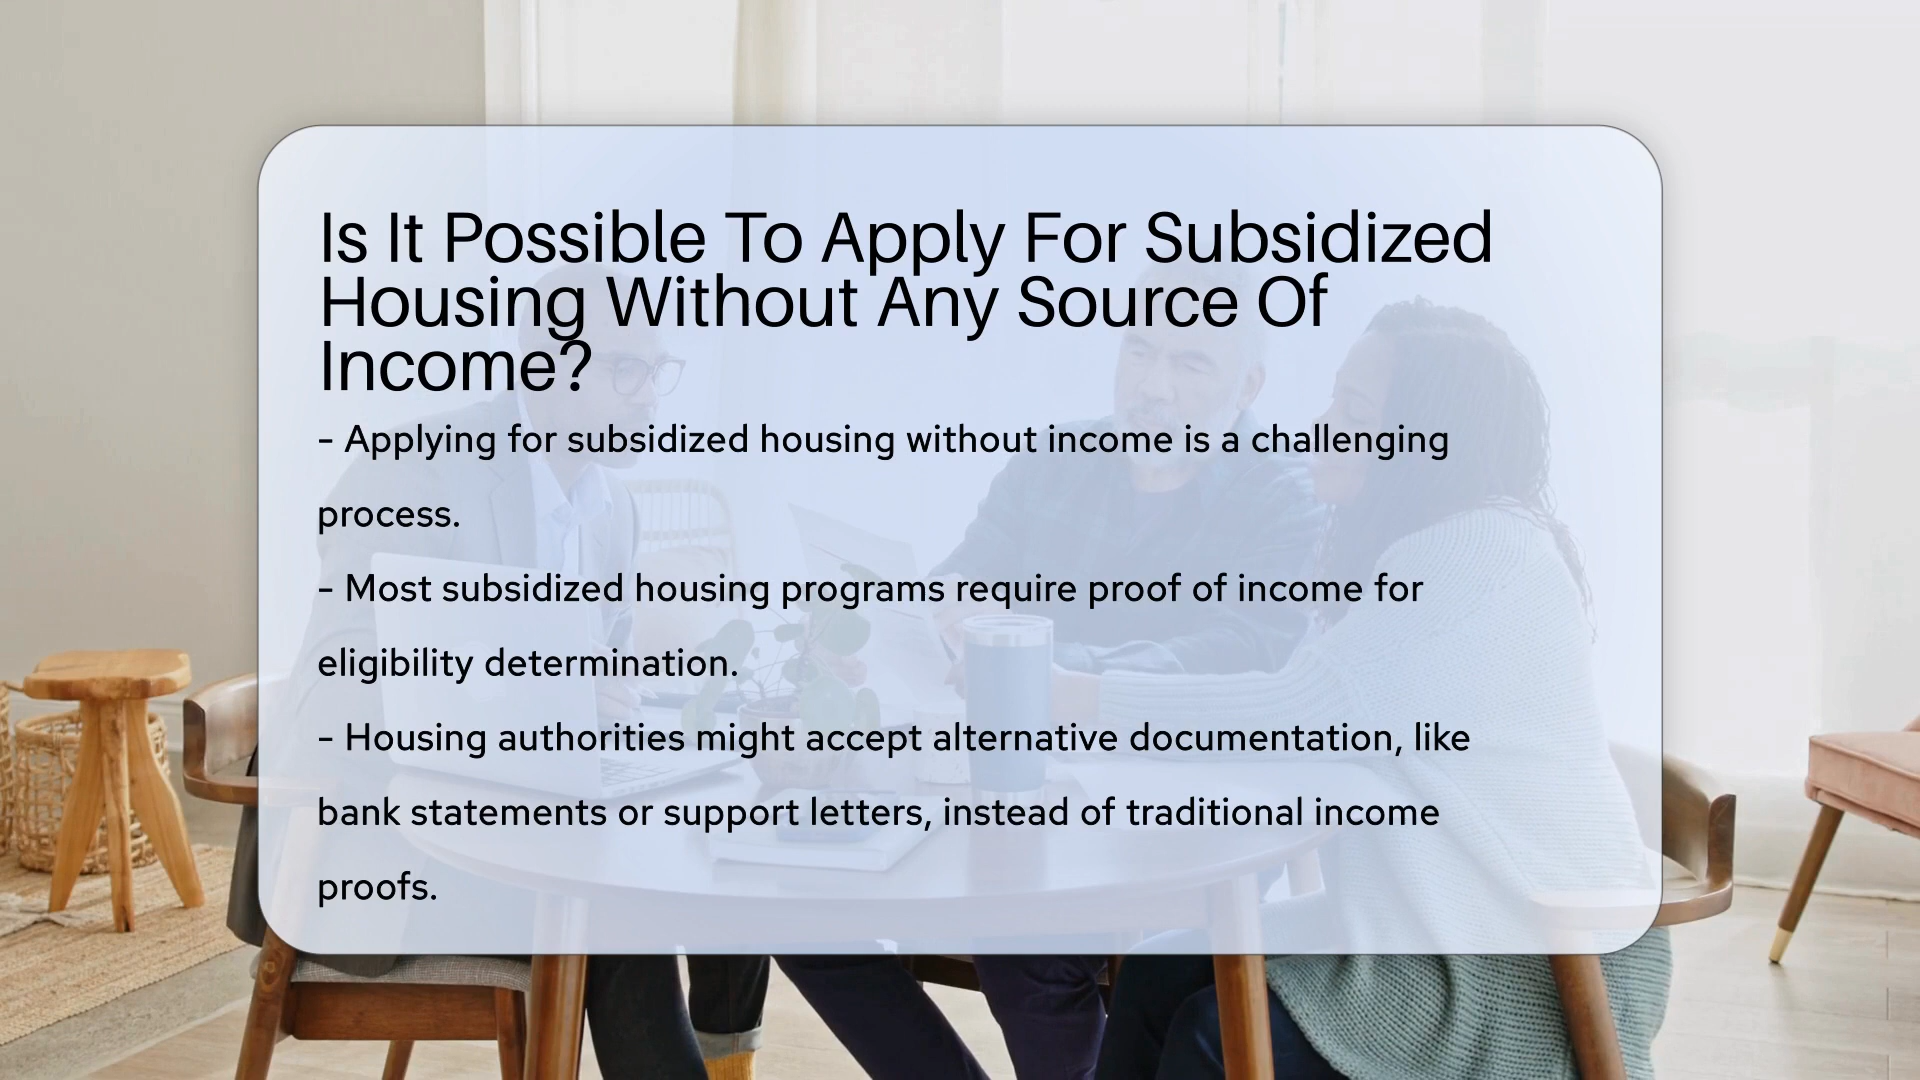 Is It Possible To Apply For Subsidized
Housing Without Any Source Of
Income?
– Applying for subsidized housing without income is a challenging
process.
– Most subsidized housing programs require proof of income for
eligibility determination.
– Housing authorities might accept alternative documentation, like
bank statements or support letters, instead of traditional income
proofs.